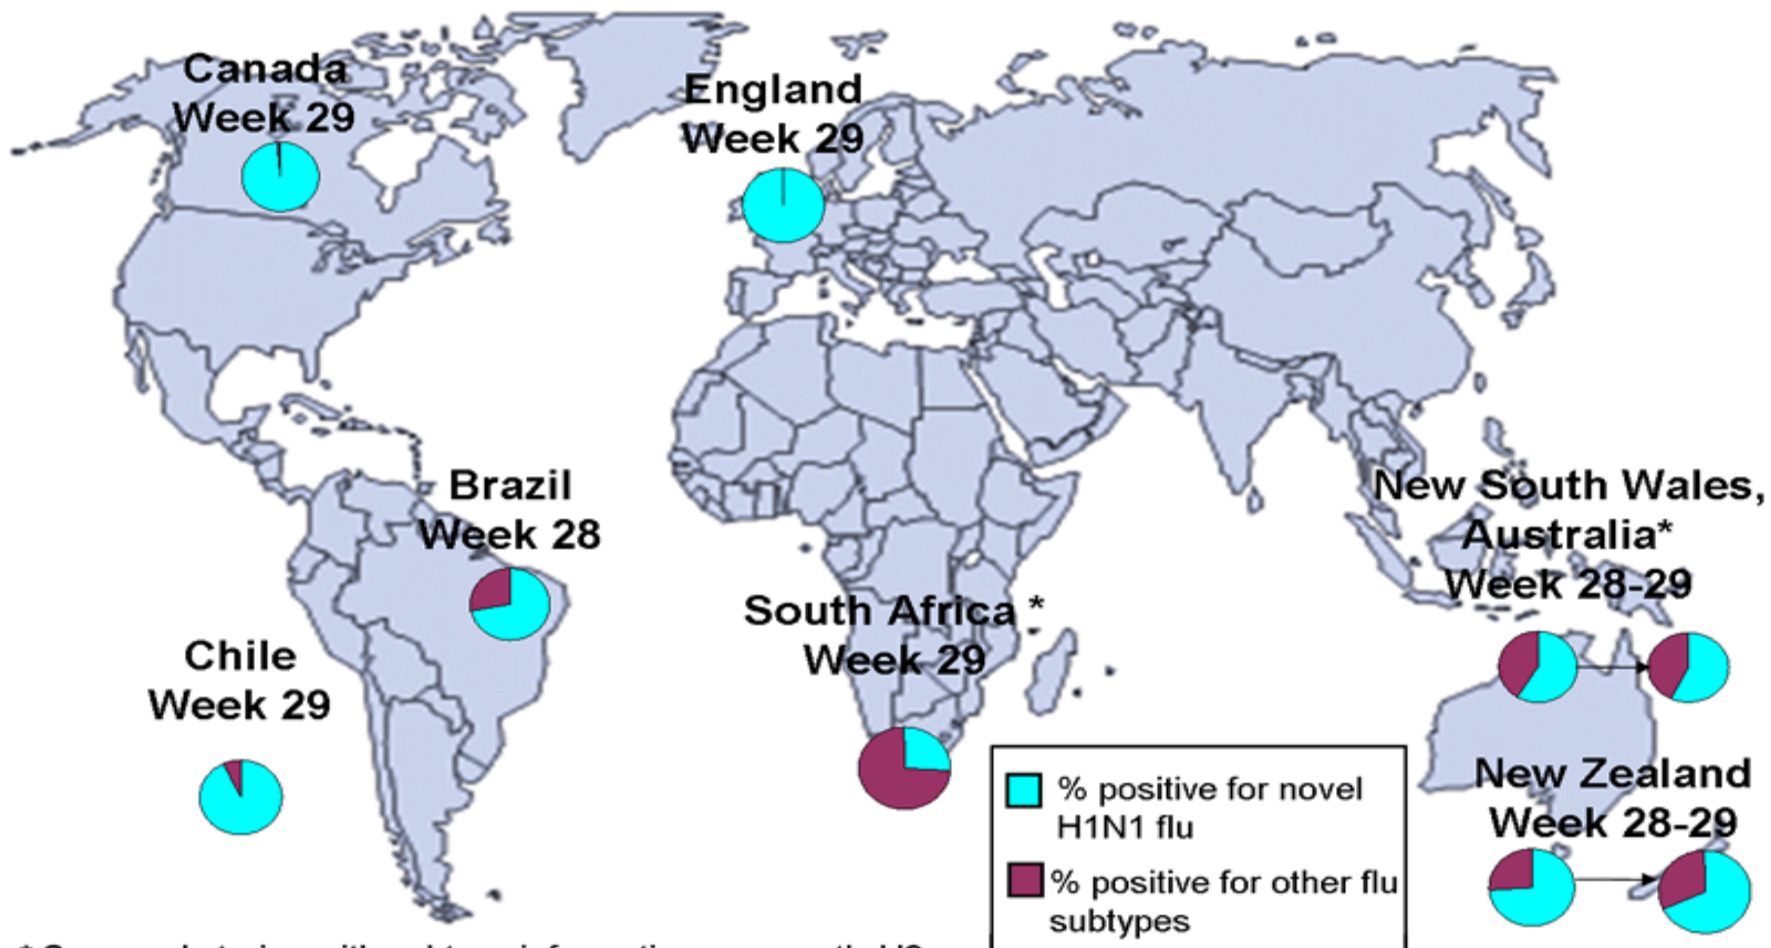 Canada
Week 29
England
Week 29
Brazil
Week 28
New South Wales,
Australia*
Week 28-29
South Africa *
Week 29
Chile
Week 29
% positive for novel
H1N1 flu
% positive for other flu
subtypes
New Zealand
Week 28-29